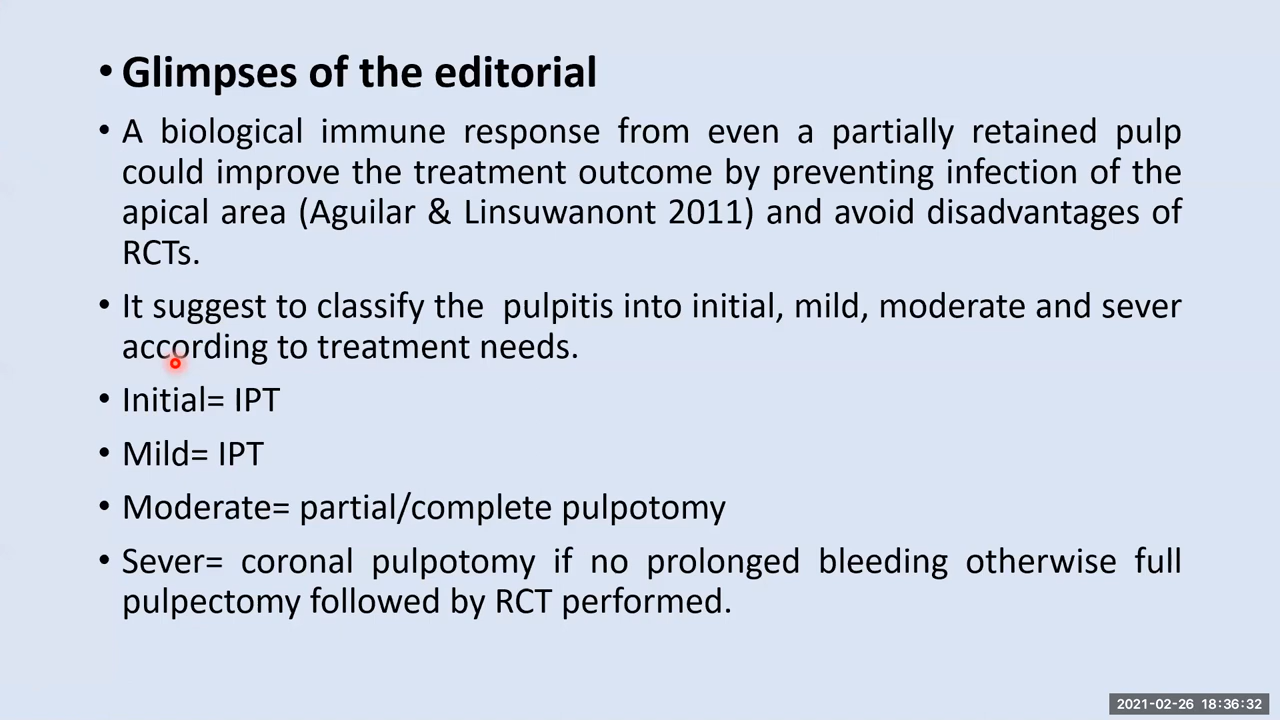 • Glimpses of the editorial
• A biological immune response from even a partially retained pulp
could improve the treatment outcome by preventing infection of the
apical area (Aguilar & Linsuwanont 2011) and avoid disadvantages of
RCTs.
• It suggest to classify the pulpitis into initial, mild, moderate and sever
according to treatment needs.
• Initial= IPT
• Mild= IPT
• Moderate= partial/complete pulpotomy
• Sever= coronal pulpotomy if no prolonged bleeding otherwise full
pulpectomy followed by RCT performed.
2021-02-26 18:36:32